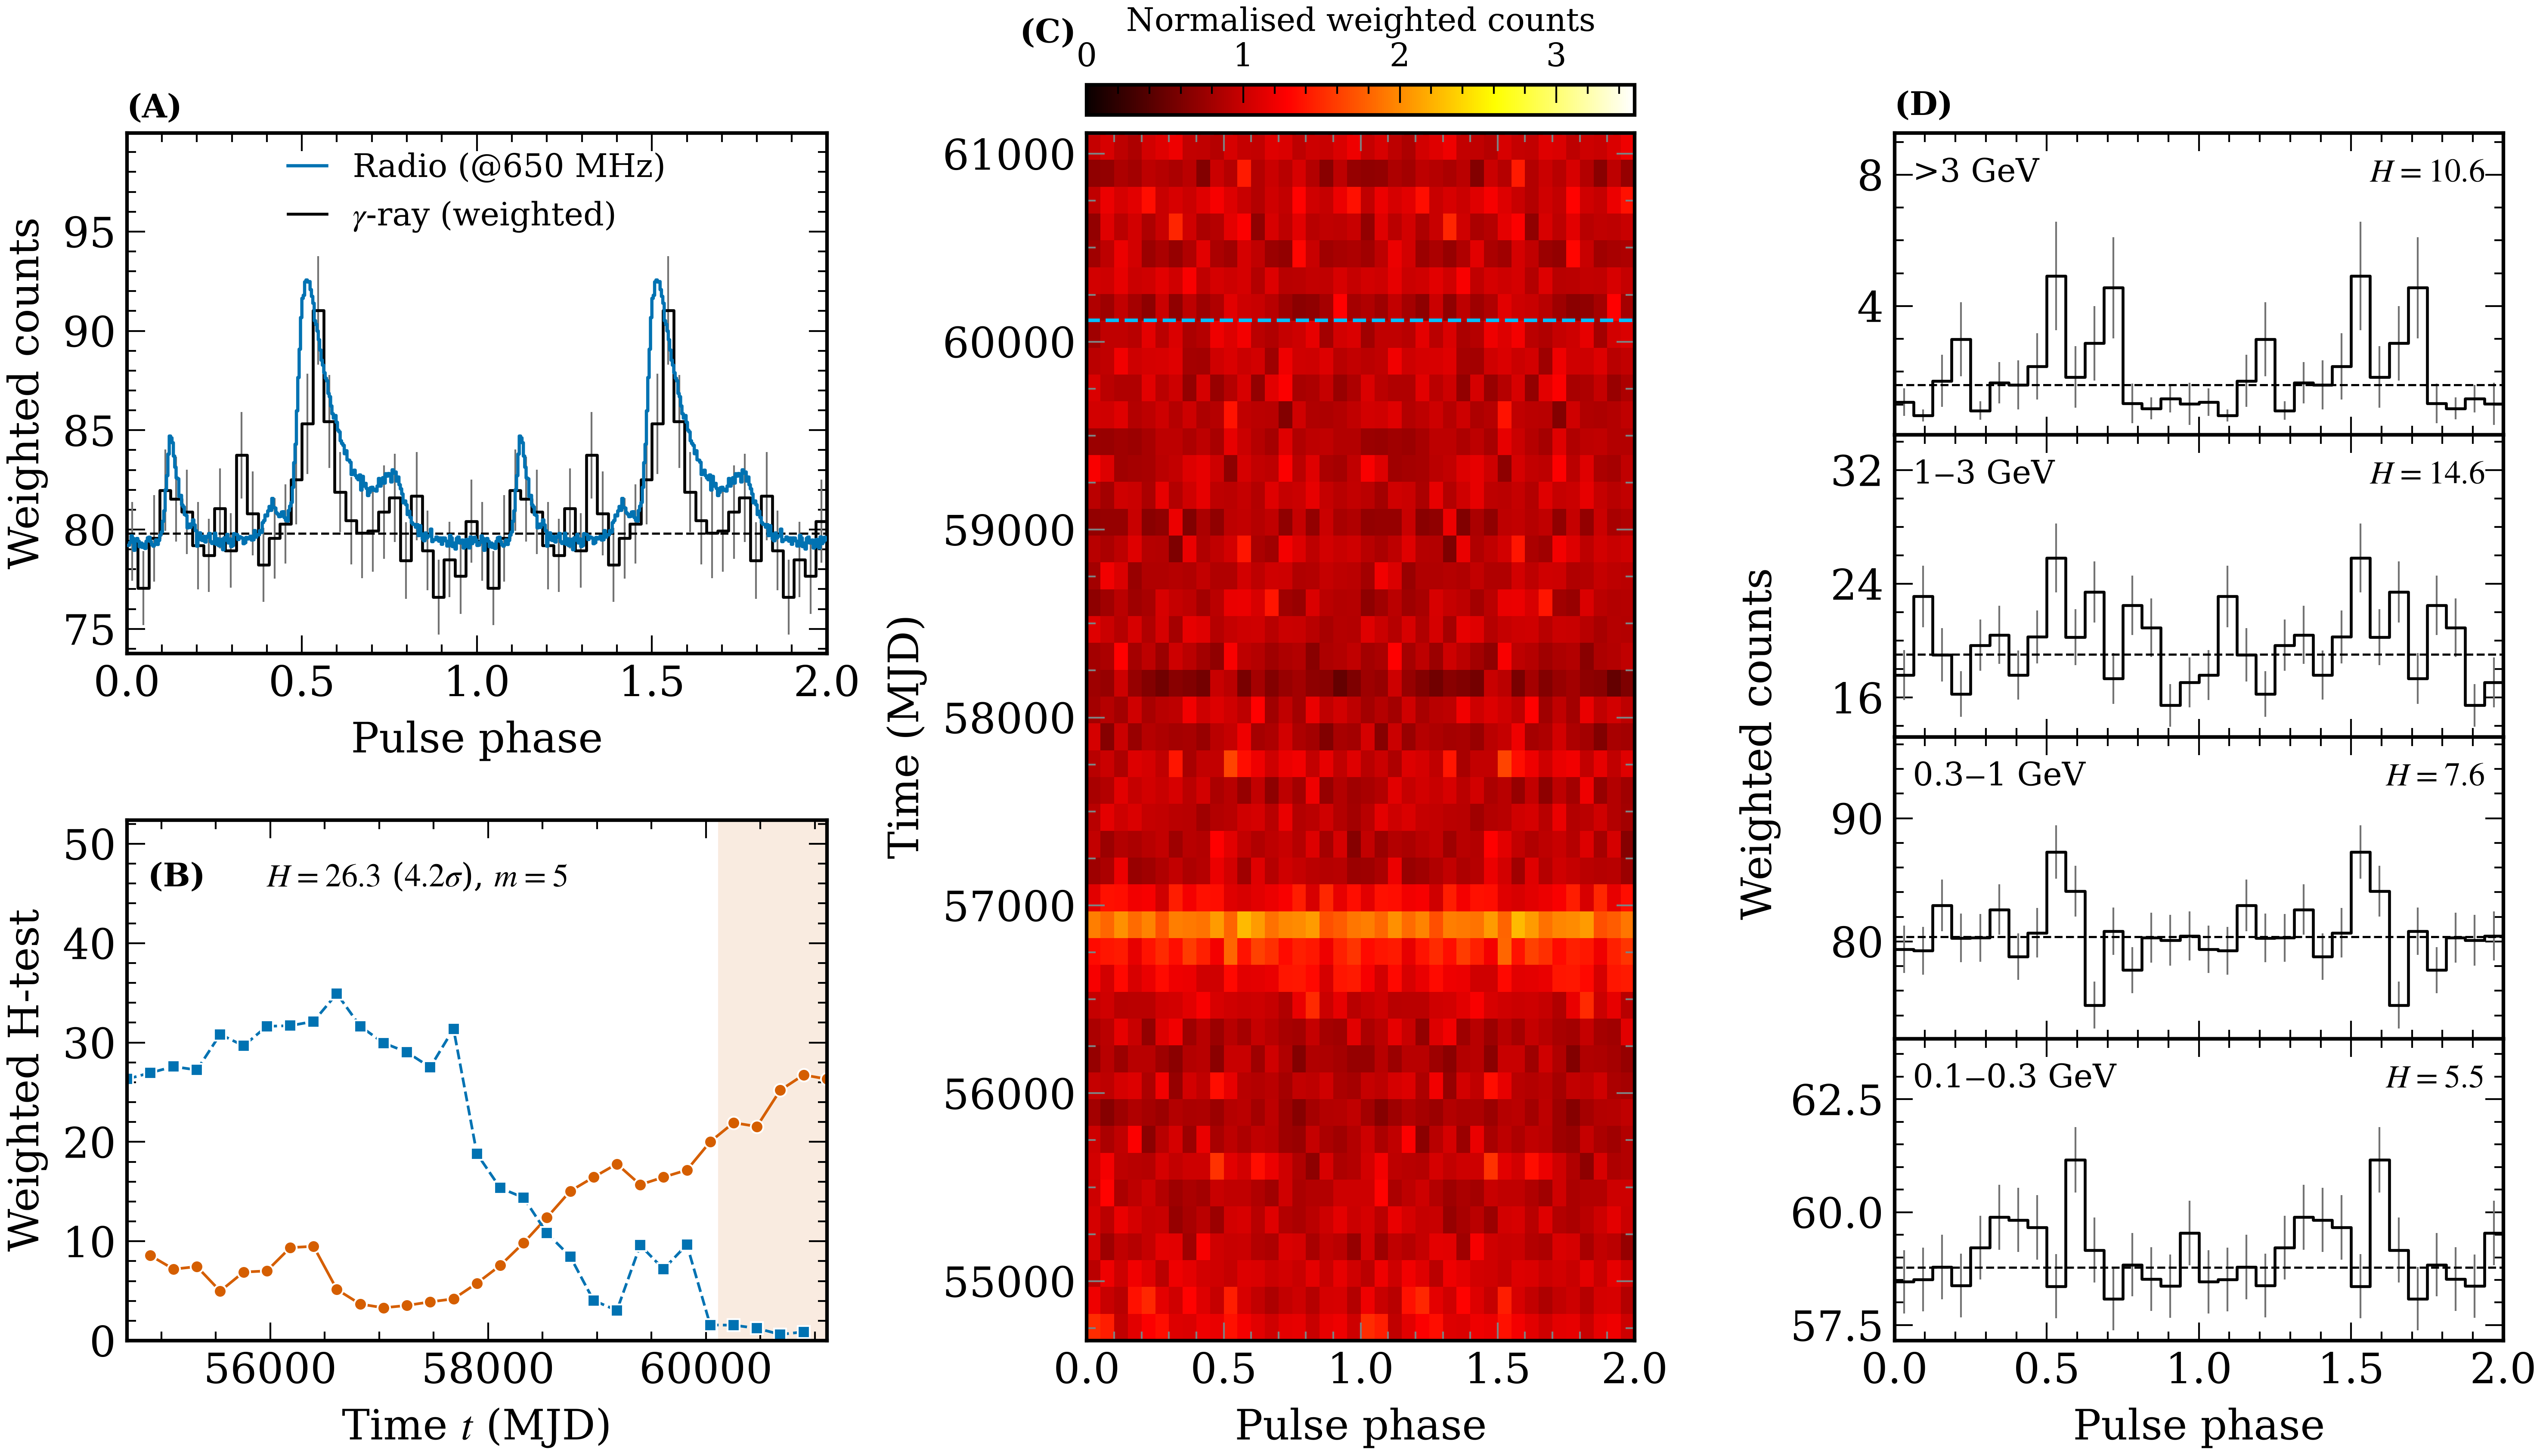 (A)
Radio (@650 MHz)
γ-ray (weighted)
Weighted counts
95
90
85
80
75
0.0 0.5 1.0 1.5 2.0
Pulse phase
(B) H = 26.3 (4.2σ), m = 5
Weighted H-test
50
40
30
20
10
0
56000 58000 60000
Time t (MJD)
(C)
Normalised weighted counts
0 1 2 3
Time (MJD)
61000
60000
59000
58000
57000
56000
55000
0.0 0.5 1.0 1.5 2.0
Pulse phase
(D)
Weighted counts
>3 GeV H = 10.6
8
4
1−3 GeV H = 14.6
32
24
16
0.3−1 GeV H = 7.6
90
80
0.1−0.3 GeV H = 5.5
62.5
60.0
57.5
0.0 0.5 1.0 1.5 2.0
Pulse phase